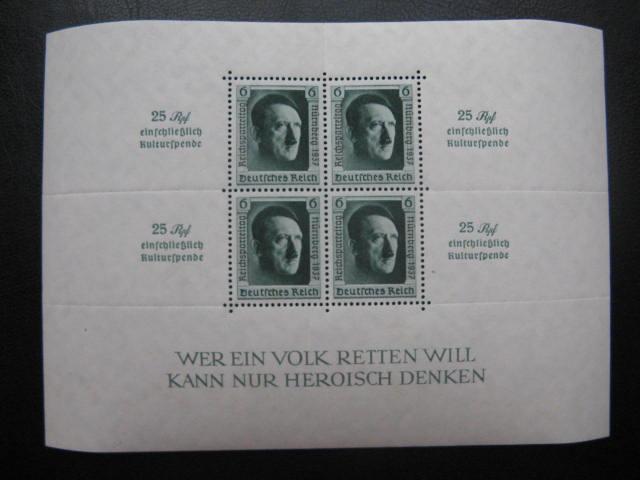 25 Rpf
einschließlich
Kulturspende
6
Reichsparteitag
Nürnberg 1937
Deutsches Reich
6
Reichsparteitag
Nürnberg 1937
Deutsches Reich
25 Rpf
einschließlich
Kulturspende
25 Rpf
einschließlich
Kulturspende
6
Reichsparteitag
Nürnberg 1937
Deutsches Reich
6
Reichsparteitag
Nürnberg 1937
Deutsches Reich
25 Rpf
einschließlich
Kulturspende
WER EIN VOLK RETTEN WILL
KANN NUR HEROISCH DENKEN